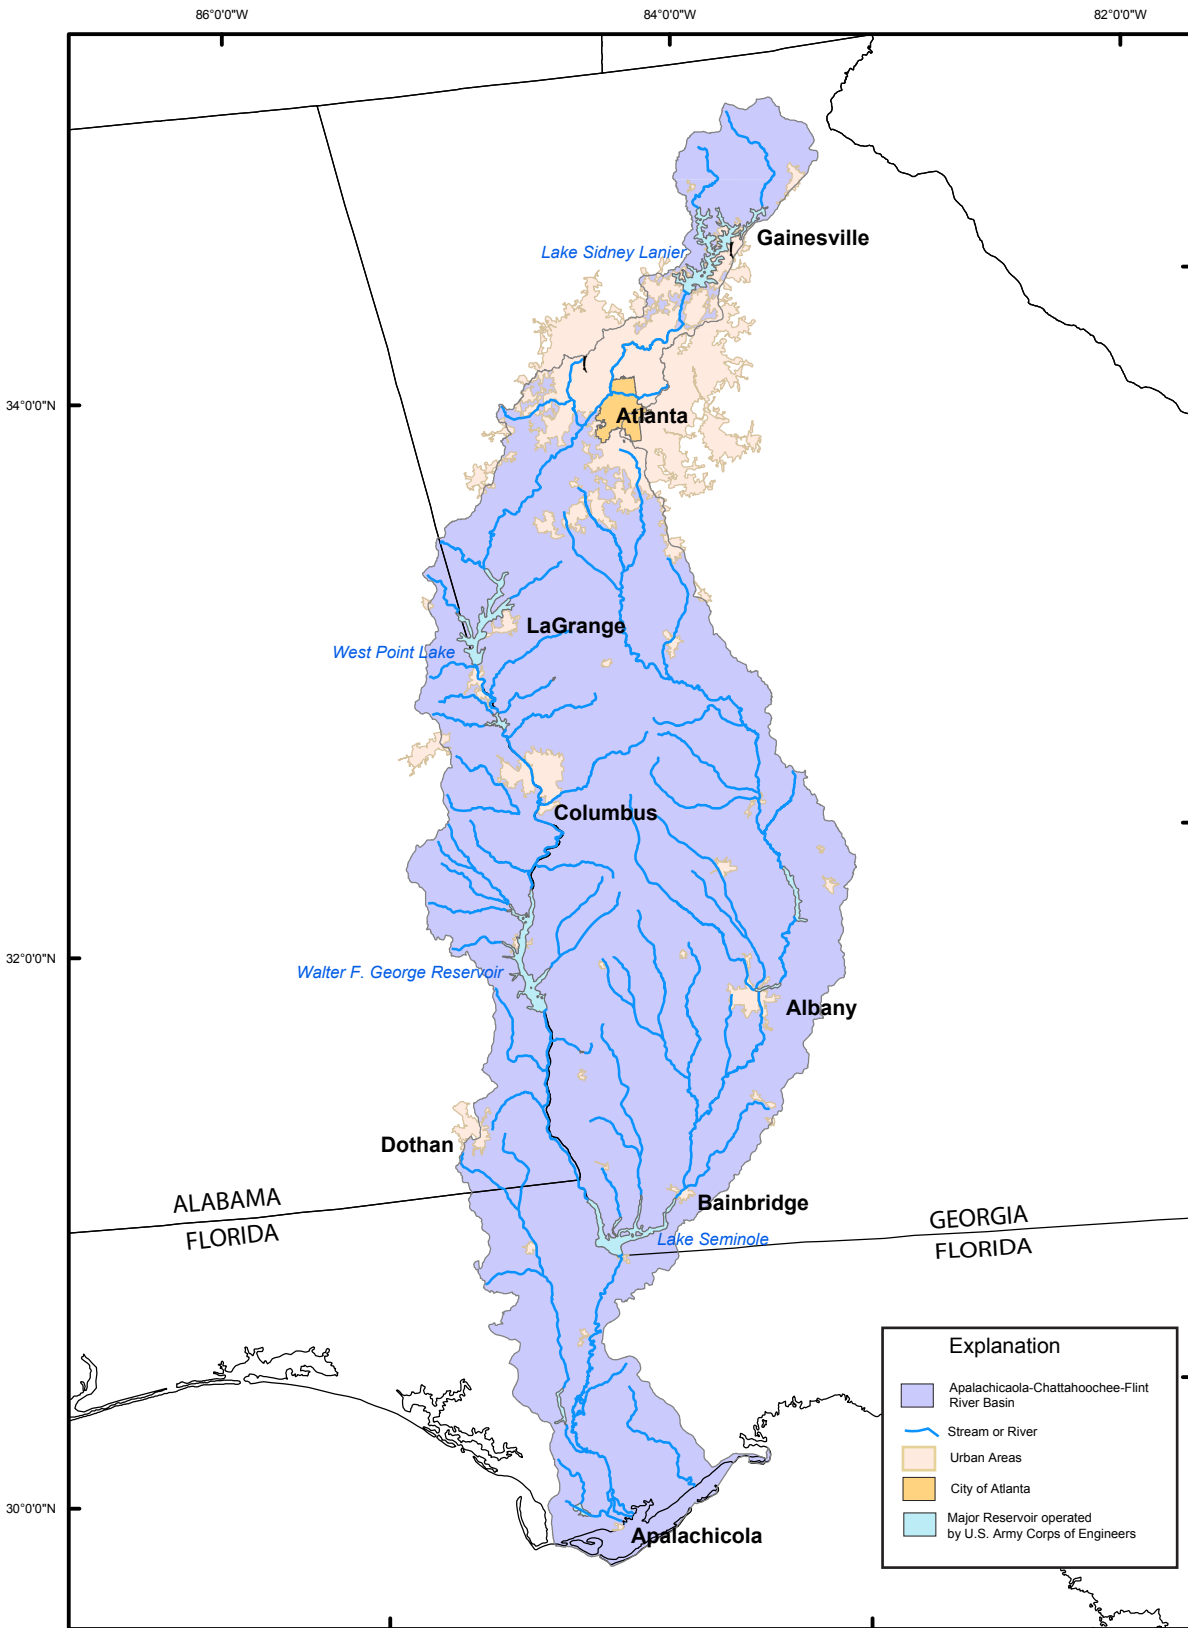 86°0'0"W
84°0'0"W
82°0'0"W
Gainesville
Lake Sidney Lanier
34°0'0"N
Atlanta
LaGrange
West Point Lake
Columbus
32°0'0"N
Walter F. George Reservoir
Albany
Dothan
ALABAMA
FLORIDA
Bainbridge
GEORGIA
Lake Seminole
FLORIDA
Explanation
Apalachicaola-Chattahoochee-Flint
River Basin
Stream or River
Urban Areas
City of Atlanta
Major Reservoir operated
by U.S. Army Corps of Engineers
30°0'0"N
Apalachicola